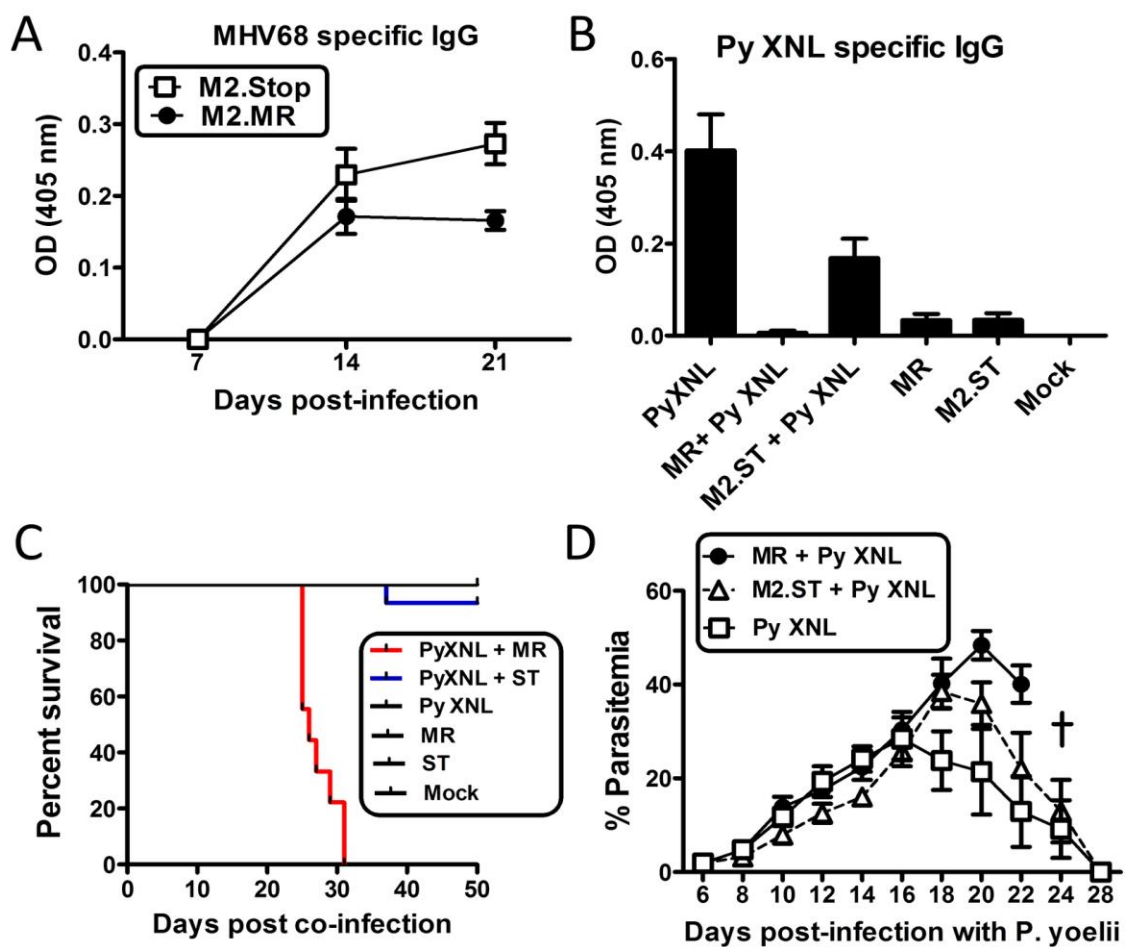 A
MHV68 specific IgG
M2.Stop
M2.MR
OD (405 nm)
0.4
0.3
0.2
0.1
0.0
7 14 21
Days post-infection
B
Py XNL specific IgG
OD (405 nm)
0.6
0.4
0.2
0.0
PyXNL
MR+ Py XNL
M2.ST + Py XNL
MR
M2.ST
Mock
C
Percent survival
100
80
60
40
20
0
PyXNL + MR
PyXNL + ST
Py XNL
MR
ST
Mock
0 10 20 30 40 50
Days post co-infection
D
MR + Py XNL
M2.ST + Py XNL
Py XNL
% Parasitemia
60
40
20
0
†
6 8 10 12 14 16 18 20 22 24 28
Days post-infection with P. yoelii